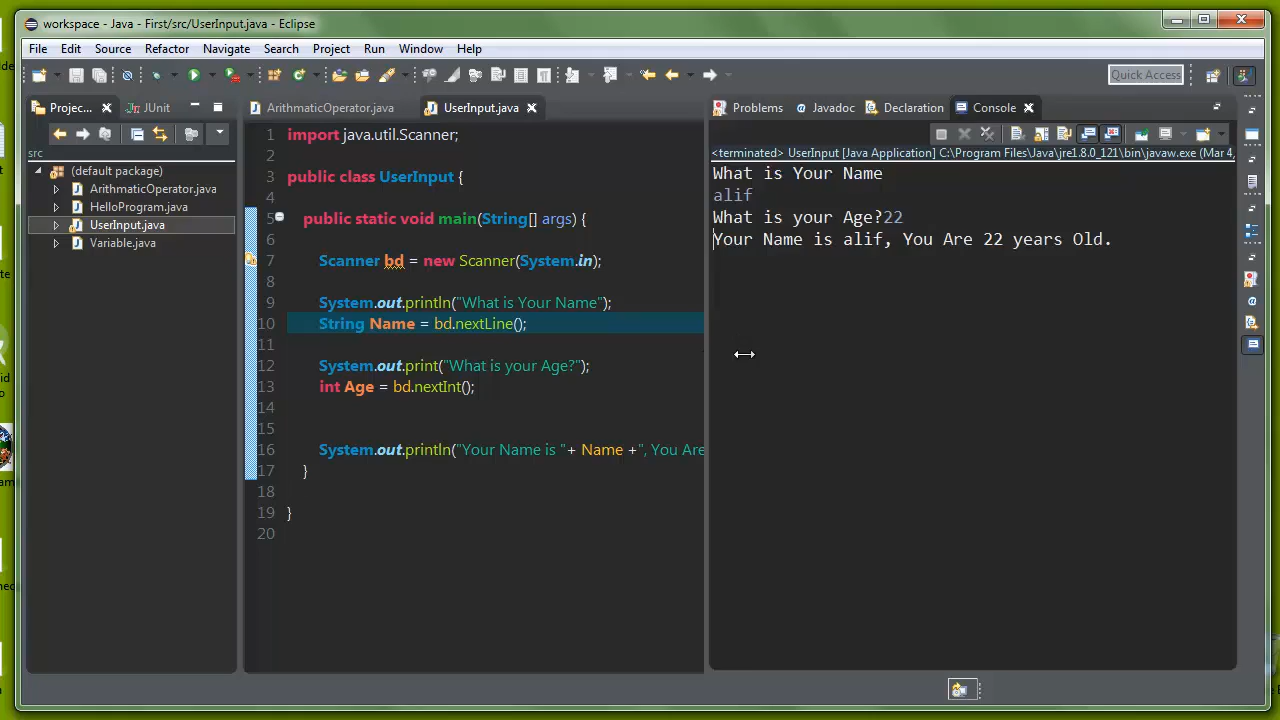 workspace - Java - First/src/UserInput.java - Eclipse
File Edit Source Refactor Navigate Search Project Run Window Help
Quick Access
Projec... JUnit
src
(default package)
ArithmaticOperator.java
HelloProgram.java
UserInput.java
Variable.java
ArithmaticOperator.java UserInput.java
1 import java.util.Scanner;
2
3 public class UserInput {
4
5 public static void main(String[] args) {
6
7 Scanner bd = new Scanner(System.in);
8
9 System.out.println("What is Your Name");
10 String Name = bd.nextLine();
11
12 System.out.print("What is your Age?");
13 int Age = bd.nextInt();
14
15
16 System.out.println("Your Name is "+ Name +", You Are
17 }
18
19 }
20
Problems Javadoc Declaration Console
<terminated> UserInput [Java Application] C:\Program Files\Java\jre1.8.0_121\bin\javaw.exe (Mar 4,
What is Your Name
alif
What is your Age?22
Your Name is alif, You Are 22 years Old.